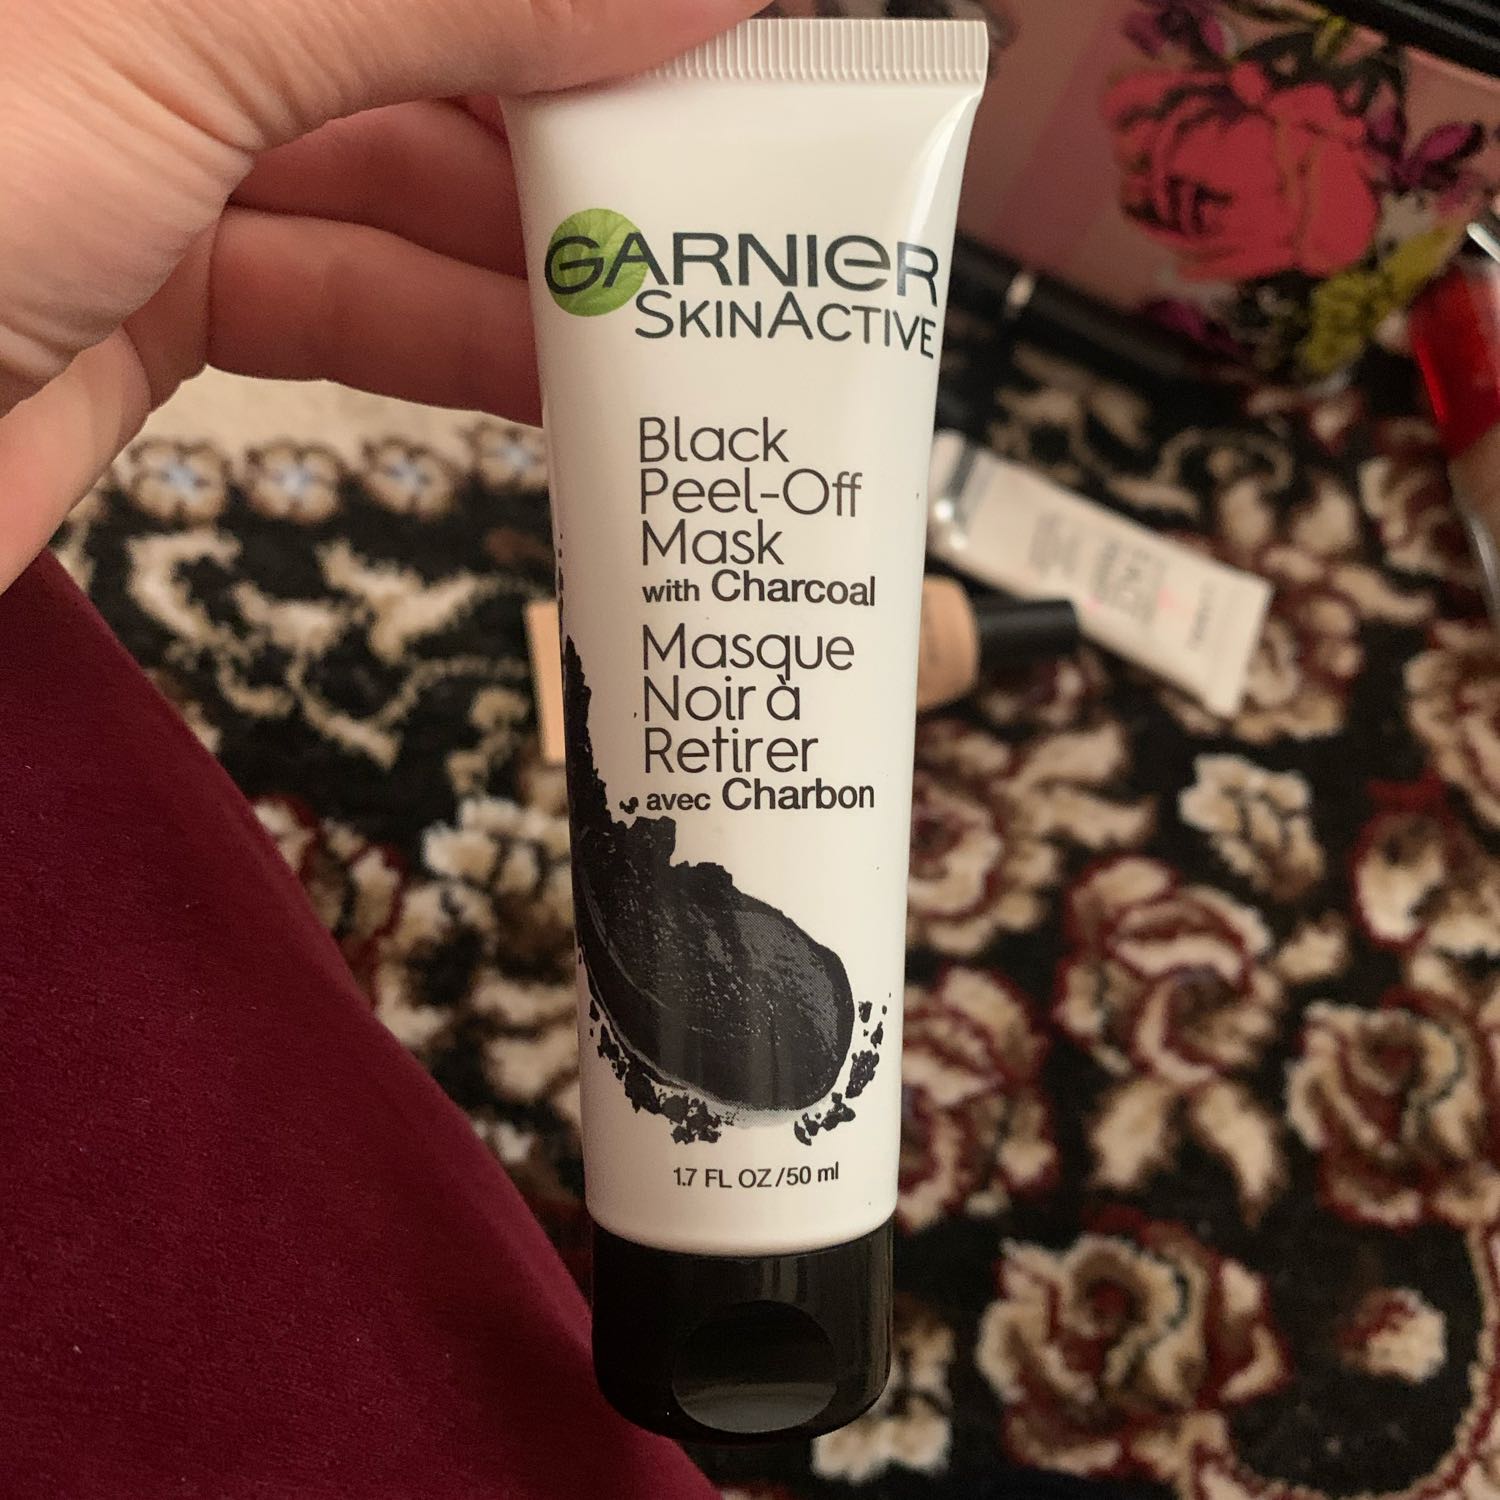 GARNIER
SKINACTIVE
Black
Peel-Off
Mask
with Charcoal
Masque
Noir à
Retirer
avec Charbon
1.7 FL OZ/50 ml